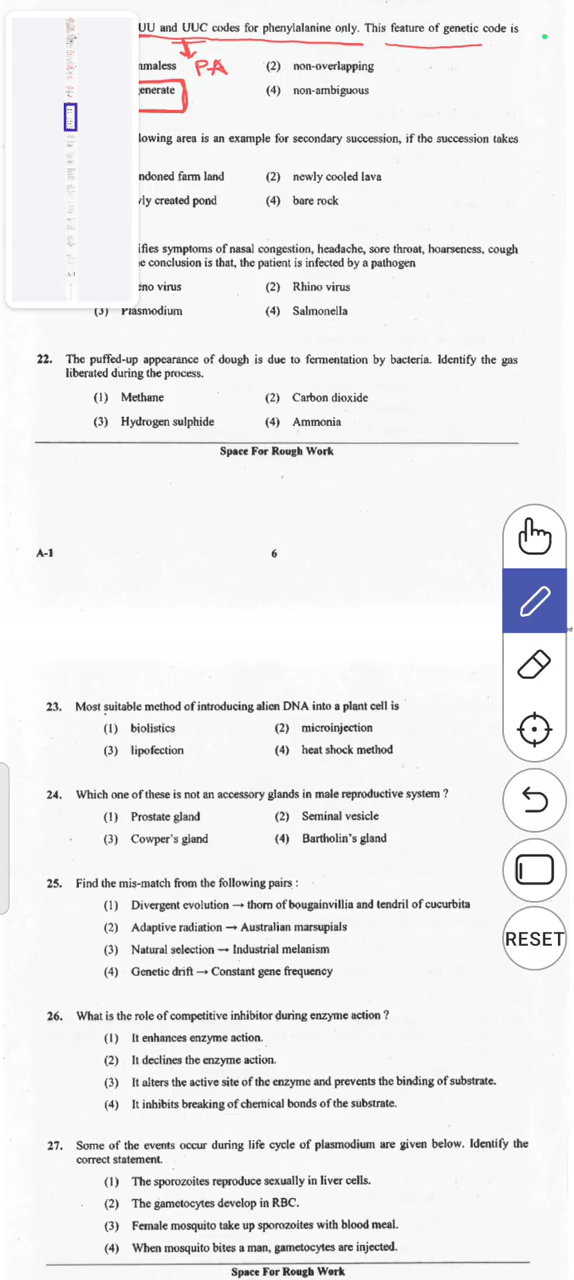 UU and UUC codes for phenylalanine only. This feature of genetic code is
PA
(2) non-overlapping
(4) non-ambiguous
lowing area is an example for secondary succession, if the succession takes
ndoned farm land (2) newly cooled lava
ly created pond (4) bare rock
ifies symptoms of nasal congestion, headache, sore throat, hoarseness, cough
e conclusion is that, the patient is infected by a pathogen
no virus (2) Rhino virus
(3) Plasmodium (4) Salmonella
22. The puffed-up appearance of dough is due to fermentation by bacteria. Identify the gas
liberated during the process.
(1) Methane (2) Carbon dioxide
(3) Hydrogen sulphide (4) Ammonia
Space For Rough Work
A-1 6
23. Most suitable method of introducing alien DNA into a plant cell is
(1) biolistics (2) microinjection
(3) lipofection (4) heat shock method
24. Which one of these is not an accessory glands in male reproductive system ?
(1) Prostate gland (2) Seminal vesicle
(3) Cowper's gland (4) Bartholin's gland
25. Find the mis-match from the following pairs :
(1) Divergent evolution → thorn of bougainvillia and tendril of cucurbita
(2) Adaptive radiation → Australian marsupials
(3) Natural selection → Industrial melanism
(4) Genetic drift → Constant gene frequency
26. What is the role of competitive inhibitor during enzyme action ?
(1) It enhances enzyme action.
(2) It declines the enzyme action.
(3) It alters the active site of the enzyme and prevents the binding of substrate.
(4) It inhibits breaking of chemical bonds of the substrate.
27. Some of the events occur during life cycle of plasmodium are given below. Identify the
correct statement.
(1) The sporozoites reproduce sexually in liver cells.
(2) The gametocytes develop in RBC.
(3) Female mosquito take up sporozoites with blood meal.
(4) When mosquito bites a man, gametocytes are injected.
Space For Rough Work
RESET